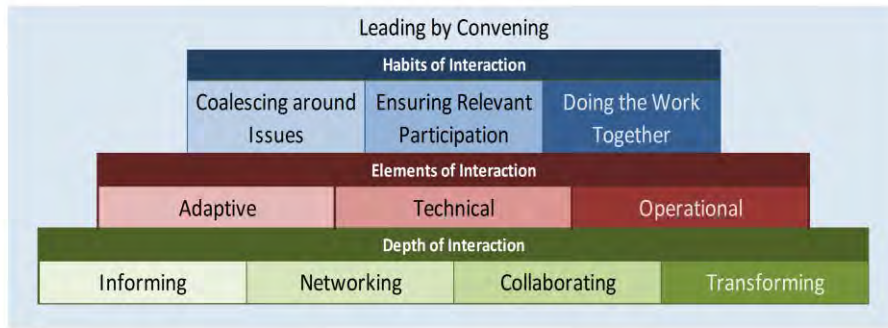 Leading by Convening
Habits of Interaction
Coalescing around Issues
Ensuring Relevant Participation
Doing the Work Together
Elements of Interaction
Adaptive
Technical
Operational
Depth of Interaction
Informing
Networking
Collaborating
Transforming